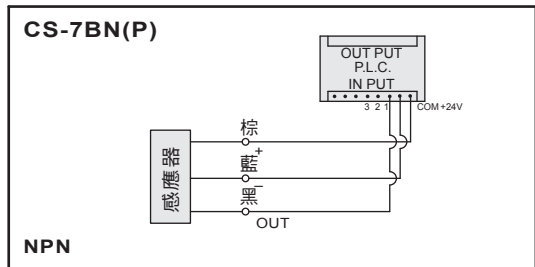 CS-7BN(P)
OUT PUT
P.L.C.
IN PUT
3 2 1 COM +24V
棕
+
藍
−
黑
OUT
感應器
NPN